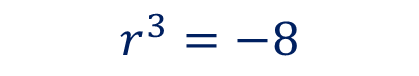 r³ = −8